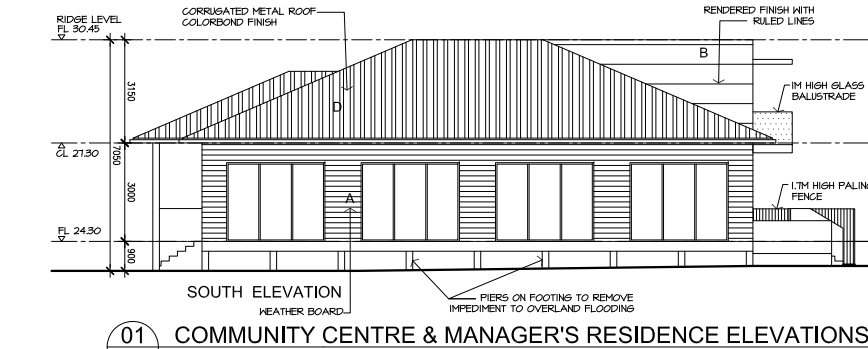 RIDGE LEVEL
FL 30.45
CORRUGATED METAL ROOF
COLORBOND FINISH
RENDERED FINISH WITH
RULED LINES
B
3150
D
1M HIGH GLASS
BALUSTRADE
CL 27.30
7050
3000
A
1.7M HIGH PALING
FENCE
FL 24.30
900
SOUTH ELEVATION
WEATHER BOARD
PIERS ON FOOTING TO REMOVE
IMPEDIMENT TO OVERLAND FLOODING
01 COMMUNITY CENTRE & MANAGER'S RESIDENCE ELEVATIONS